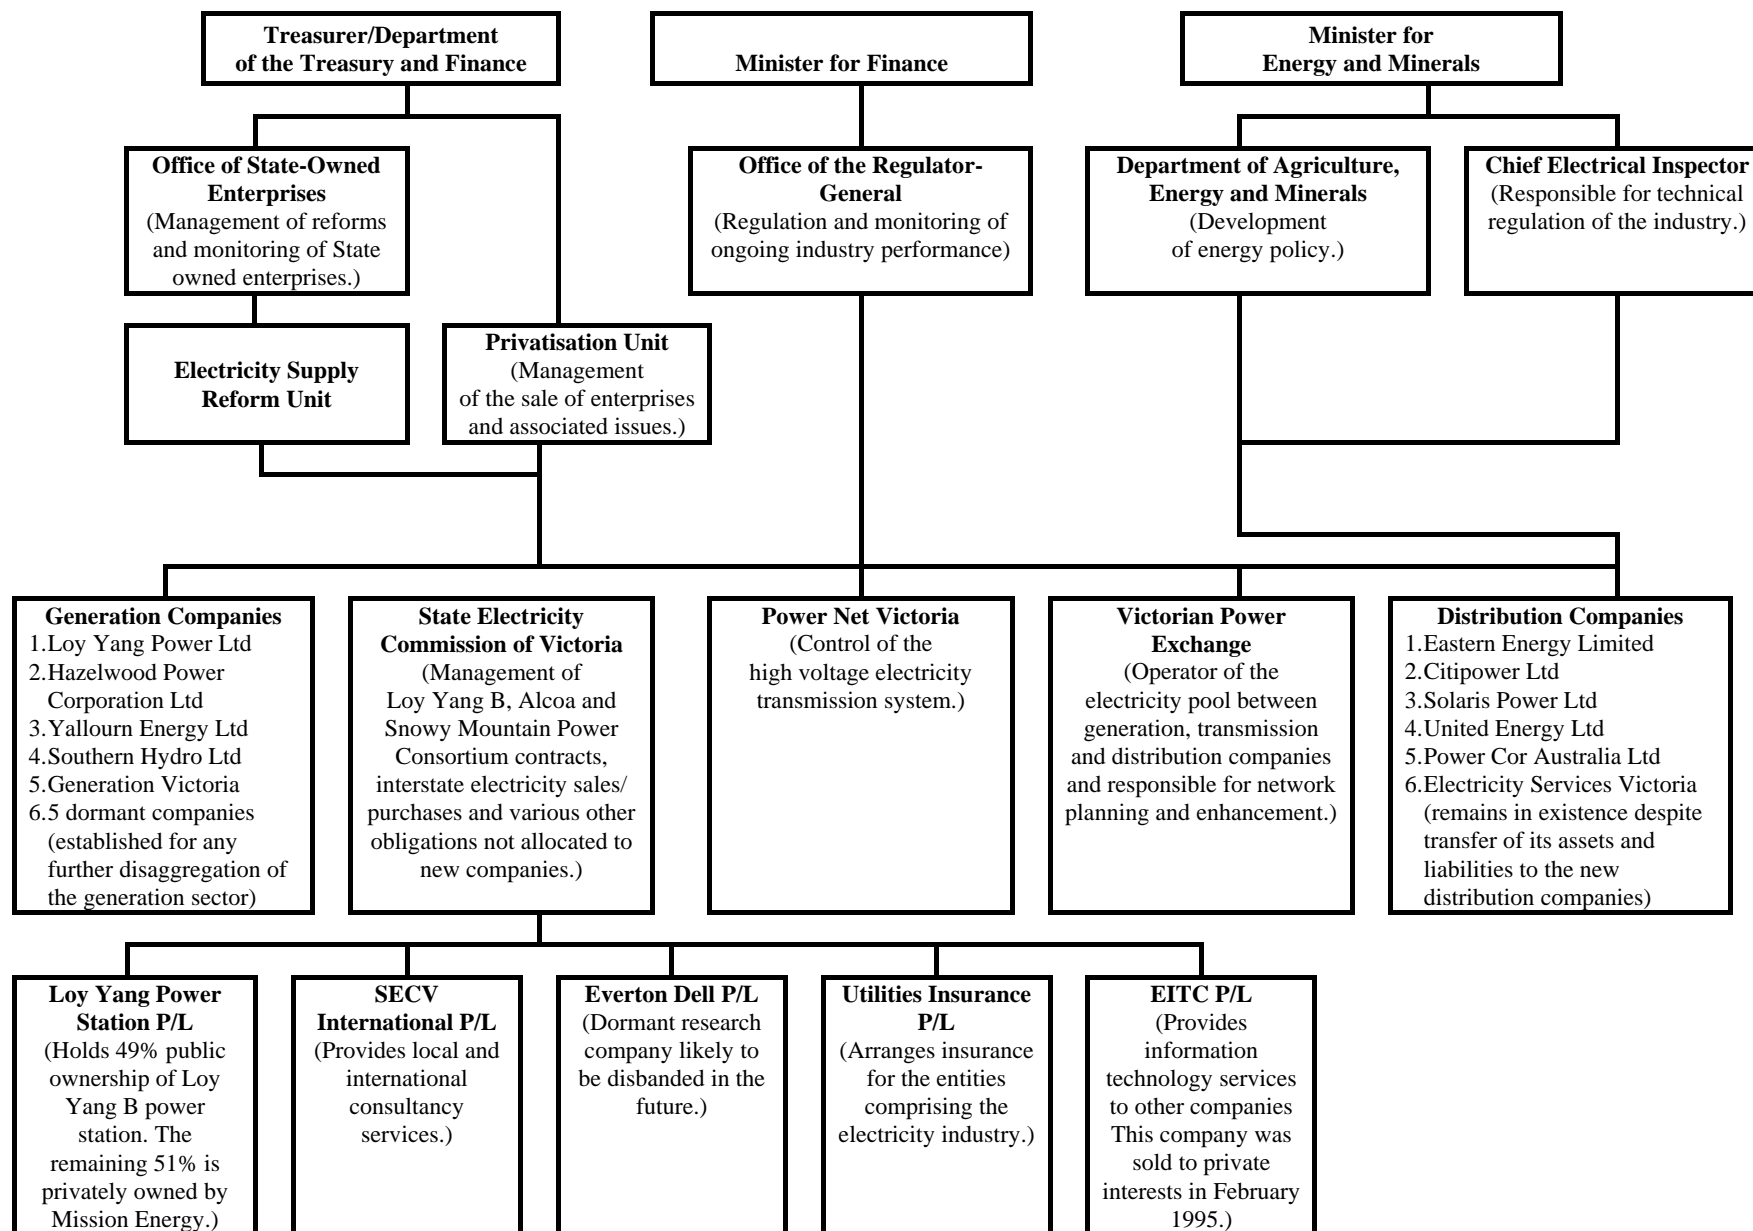 Treasurer/Department
of the Treasury and Finance
Minister for Finance
Minister for
Energy and Minerals
Office of State-Owned
Enterprises
(Management of reforms
and monitoring of State
owned enterprises.)
Office of the Regulator-
General
(Regulation and monitoring of
ongoing industry performance)
Department of Agriculture,
Energy and Minerals
(Development
of energy policy.)
Chief Electrical Inspector
(Responsible for technical
regulation of the industry.)
Electricity Supply
Reform Unit
Privatisation Unit
(Management
of the sale of enterprises
and associated issues.)
Generation Companies
1.Loy Yang Power Ltd
2.Hazelwood Power
Corporation Ltd
3.Yallourn Energy Ltd
4.Southern Hydro Ltd
5.Generation Victoria
6.5 dormant companies
(established for any
further disaggregation of
the generation sector)
State Electricity
Commission of Victoria
(Management of
Loy Yang B, Alcoa and
Snowy Mountain Power
Consortium contracts,
interstate electricity sales/
purchases and various other
obligations not allocated to
new companies.)
Power Net Victoria
(Control of the
high voltage electricity
transmission system.)
Victorian Power
Exchange
(Operator of the
electricity pool between
generation, transmission
and distribution companies
and responsible for network
planning and enhancement.)
Distribution Companies
1.Eastern Energy Limited
2.Citipower Ltd
3.Solaris Power Ltd
4.United Energy Ltd
5.Power Cor Australia Ltd
6.Electricity Services Victoria
(remains in existence despite
transfer of its assets and
liabilities to the new
distribution companies)
Loy Yang Power
Station P/L
(Holds 49% public
ownership of Loy
Yang B power
station. The
remaining 51% is
privately owned by
Mission Energy.)
SECV
International P/L
(Provides local and
international
consultancy
services.)
Everton Dell P/L
(Dormant research
company likely to
be disbanded in the
future.)
Utilities Insurance
P/L
(Arranges insurance
for the entities
comprising the
electricity industry.)
EITC P/L
(Provides
information
technology services
to other companies
This company was
sold to private
interests in February
1995.)